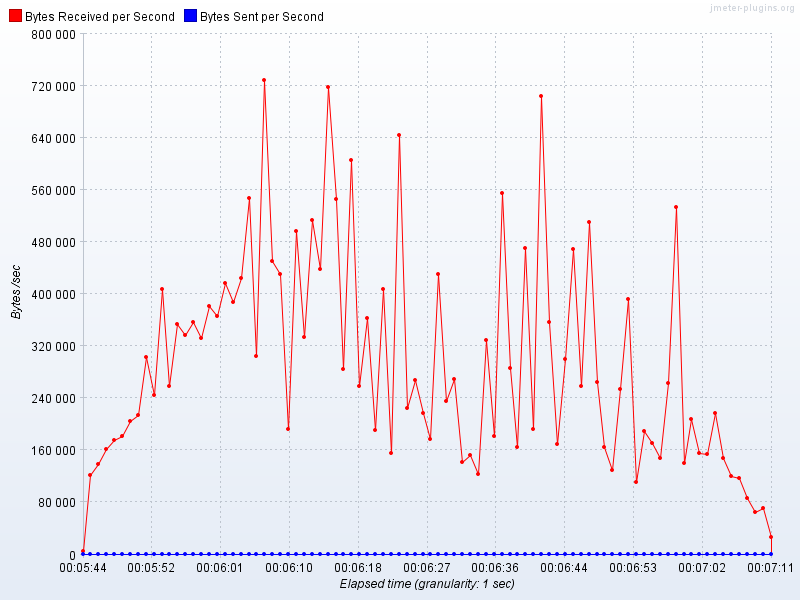 jmeter-plugins.org
Bytes Received per Second Bytes Sent per Second
800 000
720 000
640 000
560 000
480 000
400 000
320 000
240 000
160 000
80 000
0
Bytes /sec
00:05:44 00:05:52 00:06:01 00:06:10 00:06:18 00:06:27 00:06:36 00:06:44 00:06:53 00:07:02 00:07:11
Elapsed time (granularity: 1 sec)